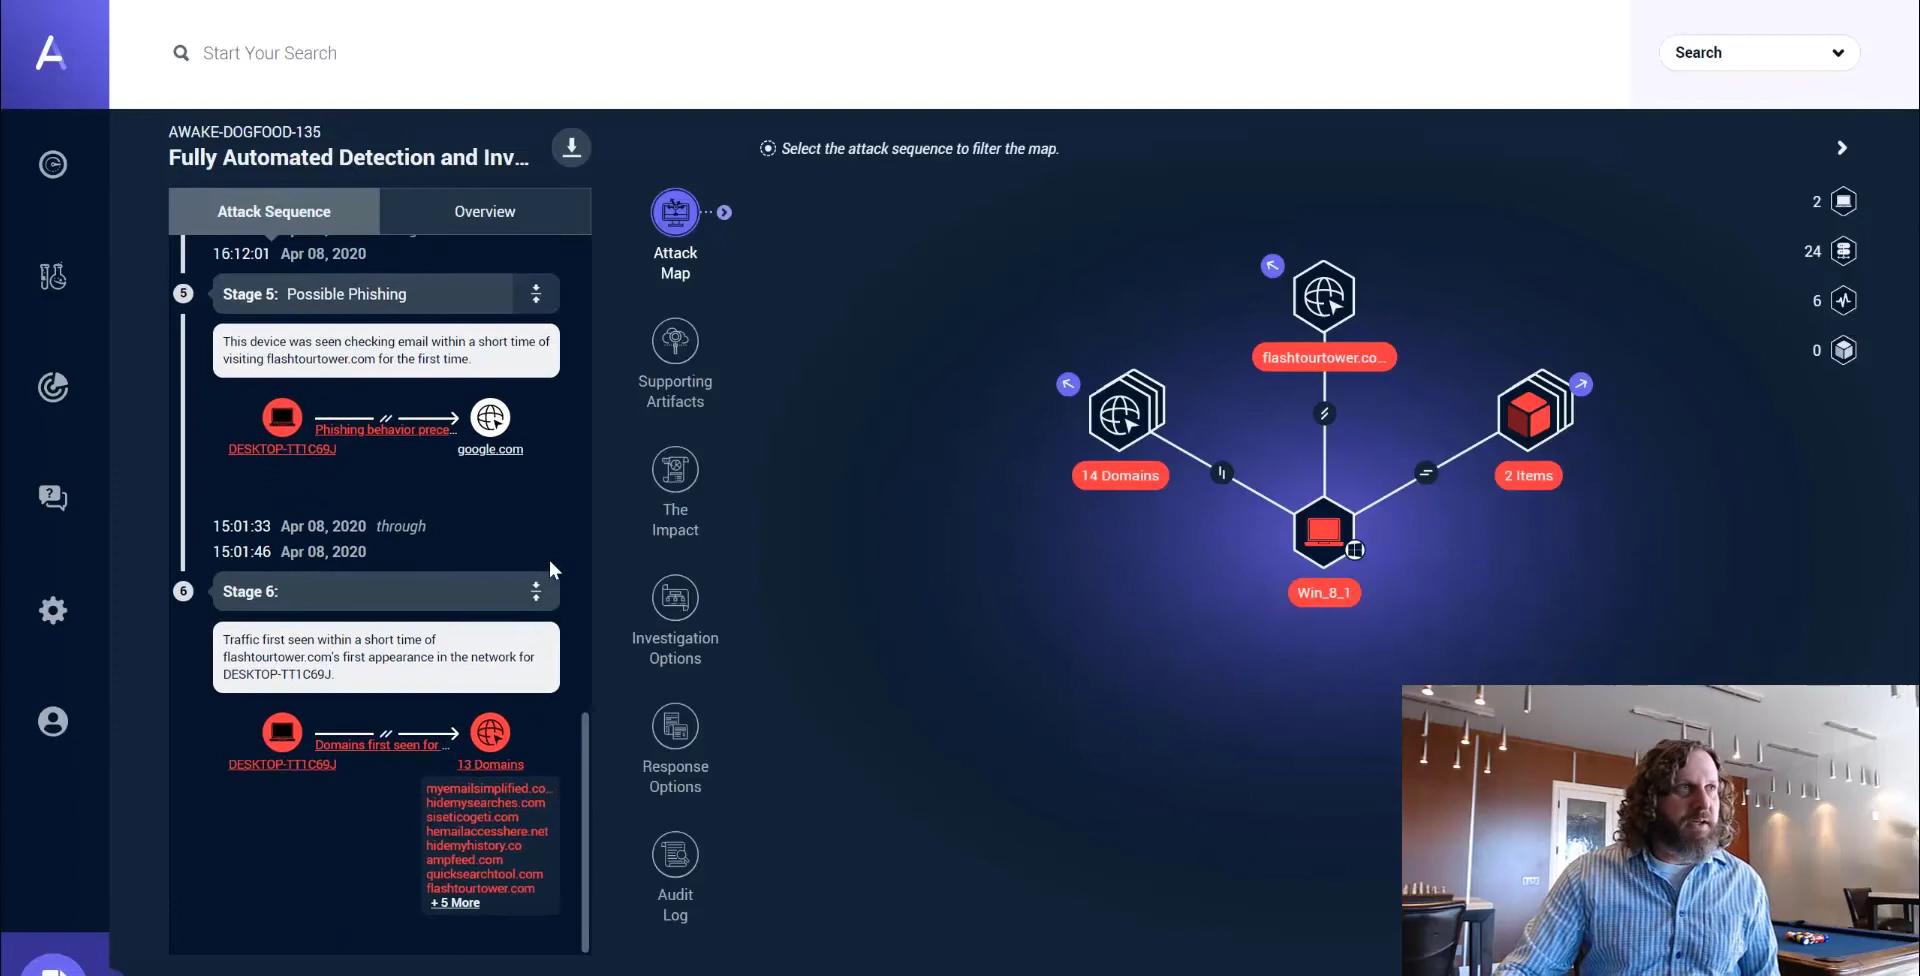 Start Your Search
Search
AWAKE-DOGFOOD-135
Fully Automated Detection and Inv...
Attack Sequence
Overview
16:12:01 Apr 08, 2020
5
Stage 5: Possible Phishing
This device was seen checking email within a short time of
visiting flashtourtower.com for the first time.
Phishing behavior prece...
DESKTOP-TT1C69J
google.com
15:01:33 Apr 08, 2020 through
15:01:46 Apr 08, 2020
6
Stage 6:
Traffic first seen within a short time of
flashtourtower.com's first appearance in the network for
DESKTOP-TT1C69J.
Domains first seen for ...
DESKTOP-TT1C69J
13 Domains
myemailsimplified.co...
hidemysearches.com
siseticogeti.com
hemailaccesshere.net
hidemyhistory.co
ampfeed.com
quicksearchtool.com
flashtourtower.com
+ 5 More
Select the attack sequence to filter the map.
Attack
Map
Supporting
Artifacts
The
Impact
Investigation
Options
Response
Options
Audit
Log
flashtourtower.co...
14 Domains
2 Items
Win_8_1
2
24
6
0